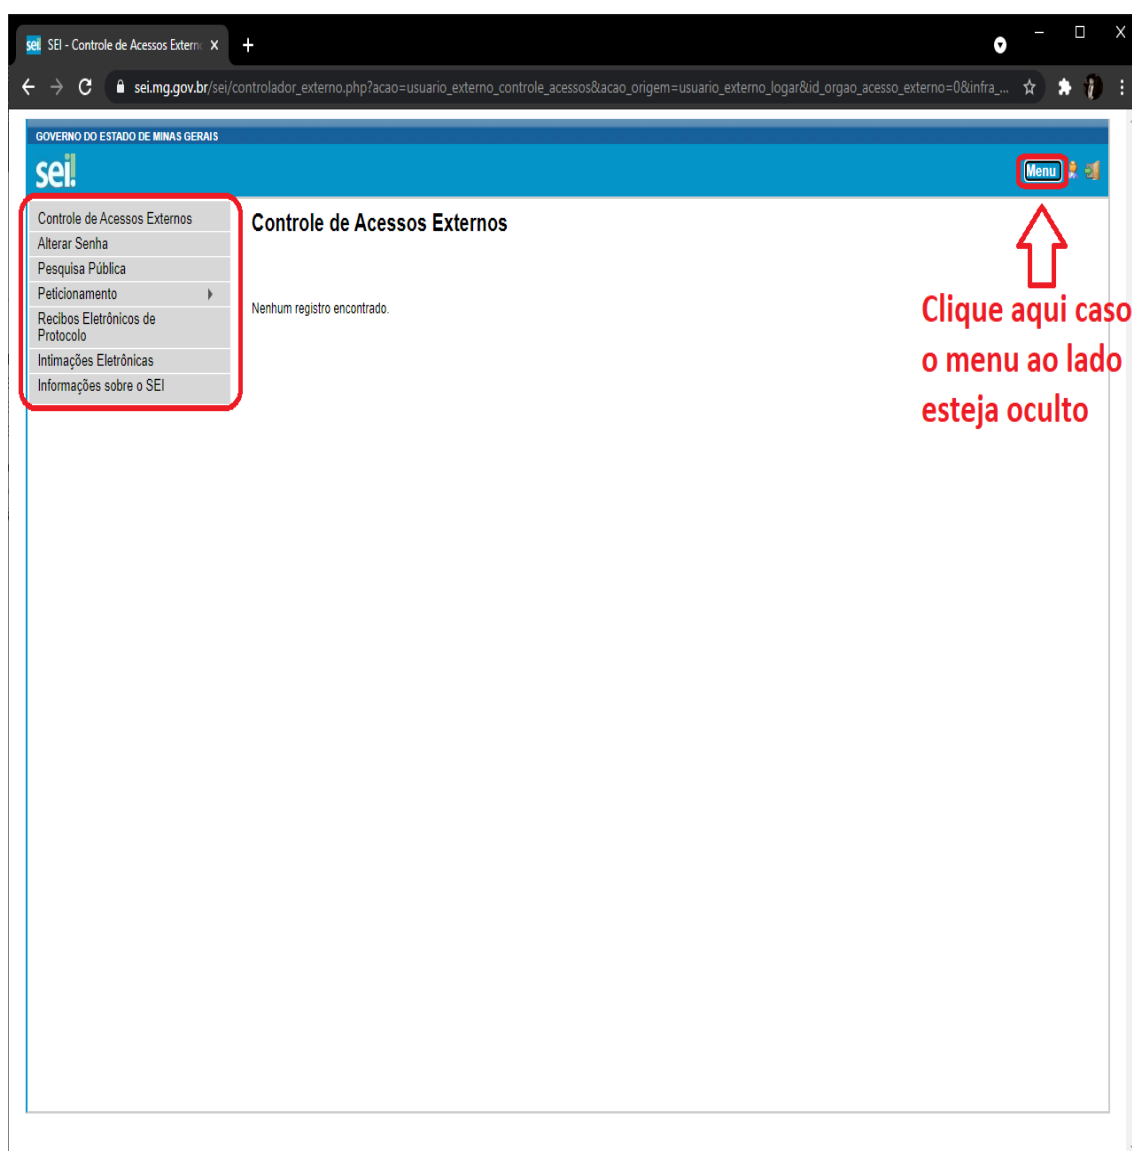 sei! SEI - Controle de Acessos Extern
sei.mg.gov.br/sei/controlador_externo.php?acao=usuario_externo_controle_acessos&acao_origem=usuario_externo_logar&id_orgao_acesso_externo=0&infra_...
GOVERNO DO ESTADO DE MINAS GERAIS
sei!
Menu
Controle de Acessos Externos
Alterar Senha
Pesquisa Pública
Peticionamento
Recibos Eletrônicos de
Protocolo
Intimações Eletrônicas
Informações sobre o SEI
Controle de Acessos Externos
Nenhum registro encontrado.
Clique aqui caso
o menu ao lado
esteja oculto